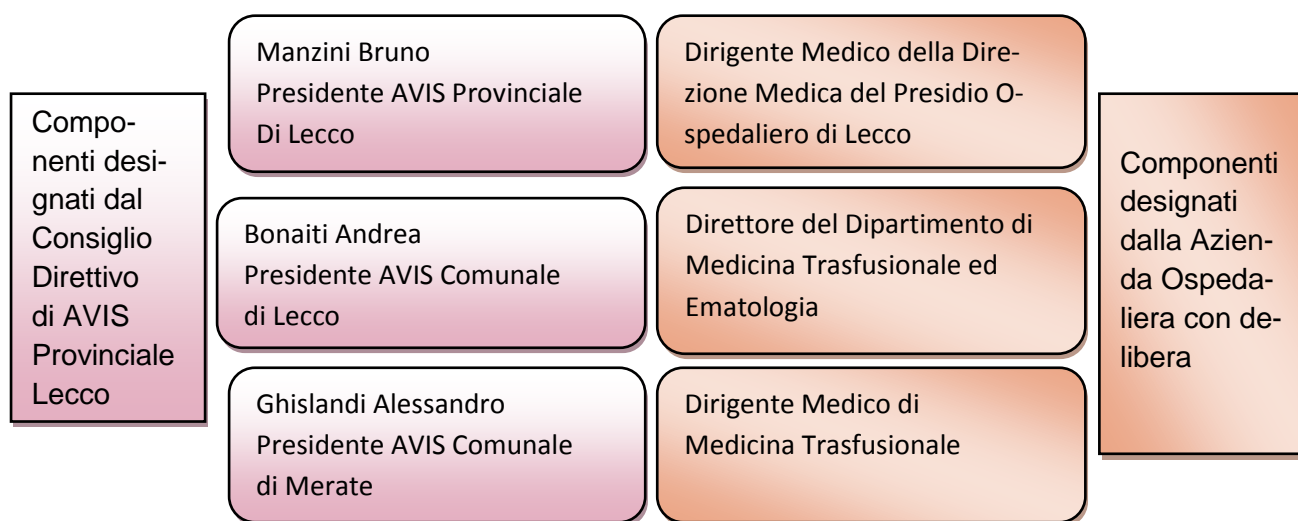 Compo-
nenti desi-
gnati dal
Consiglio
Direttivo
di AVIS
Provinciale
Lecco
Manzini Bruno
Presidente AVIS Provinciale
Di Lecco
Bonaiti Andrea
Presidente AVIS Comunale
di Lecco
Ghislandi Alessandro
Presidente AVIS Comunale
di Merate
Dirigente Medico della Dire-
zione Medica del Presidio O-
spedaliero di Lecco
Direttore del Dipartimento di
Medicina Trasfusionale ed
Ematologia
Dirigente Medico di
Medicina Trasfusionale
Componenti
designati
dalla Azien-
da Ospeda-
liera con de-
libera